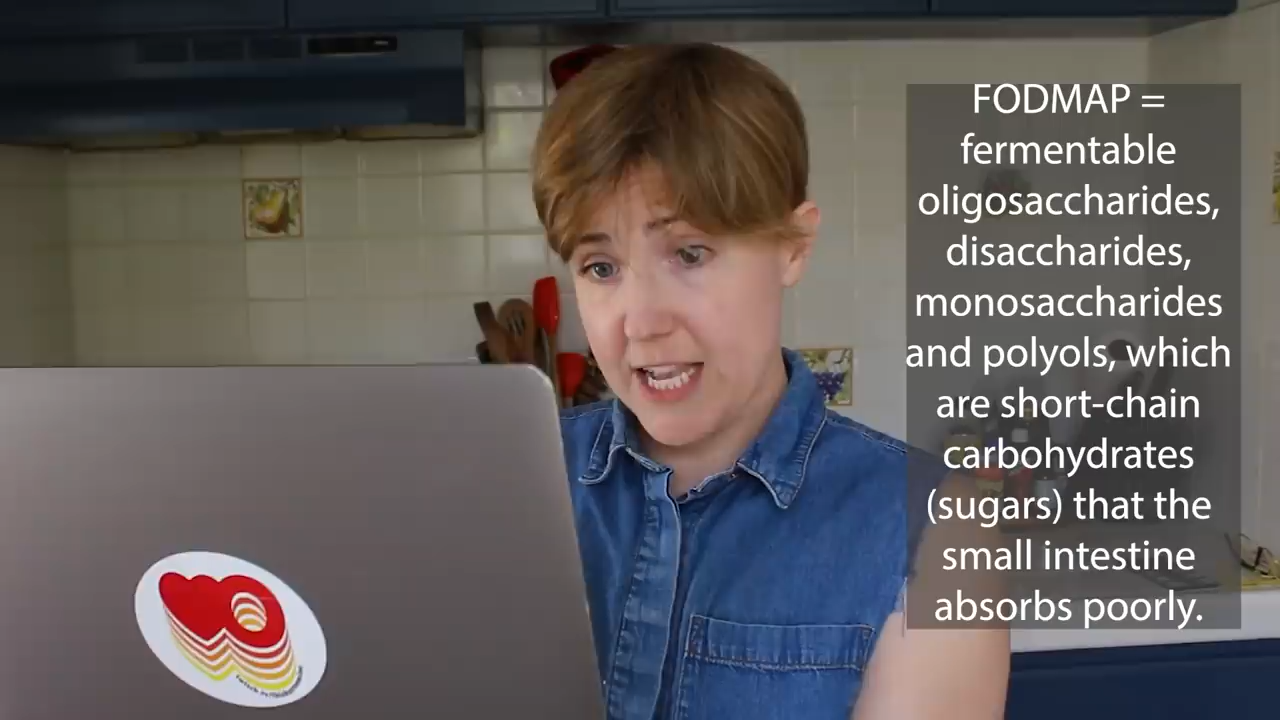 FODMAP =
fermentable
oligosaccharides,
disaccharides,
monosaccharides
and polyols, which
are short-chain
carbohydrates
(sugars) that the
small intestine
absorbs poorly.